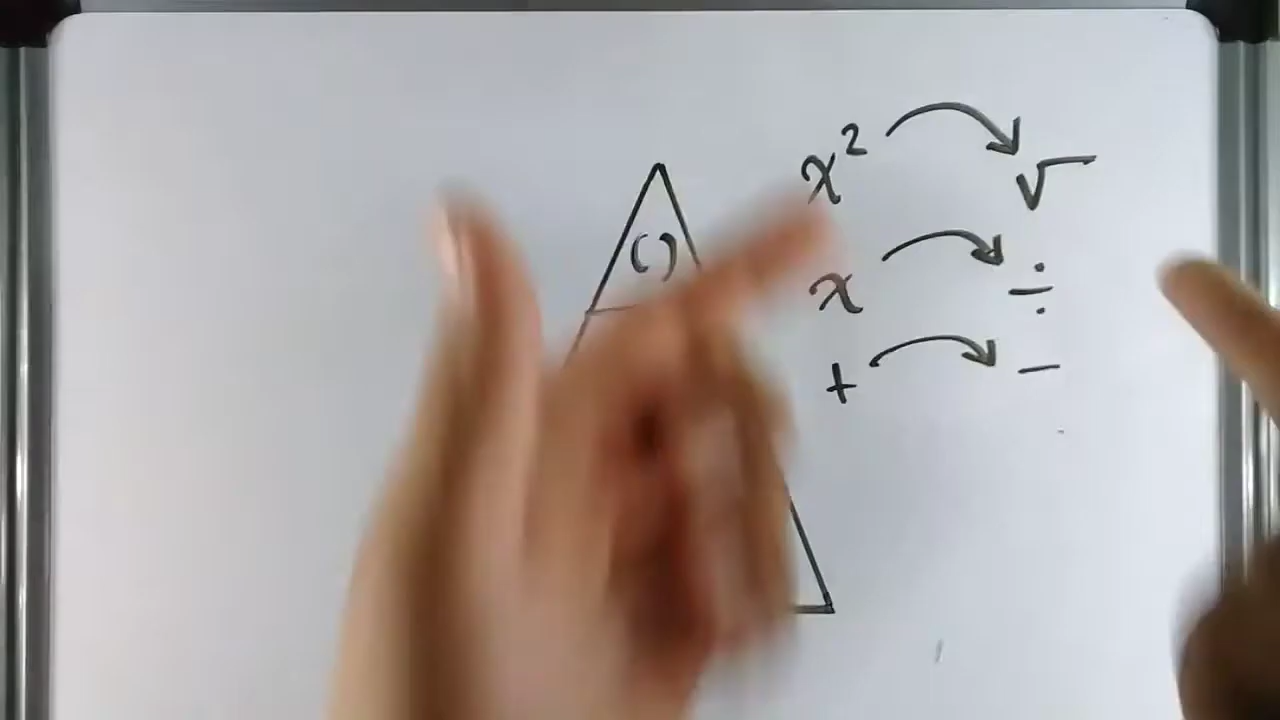 x² √
( )
x ÷
+ −